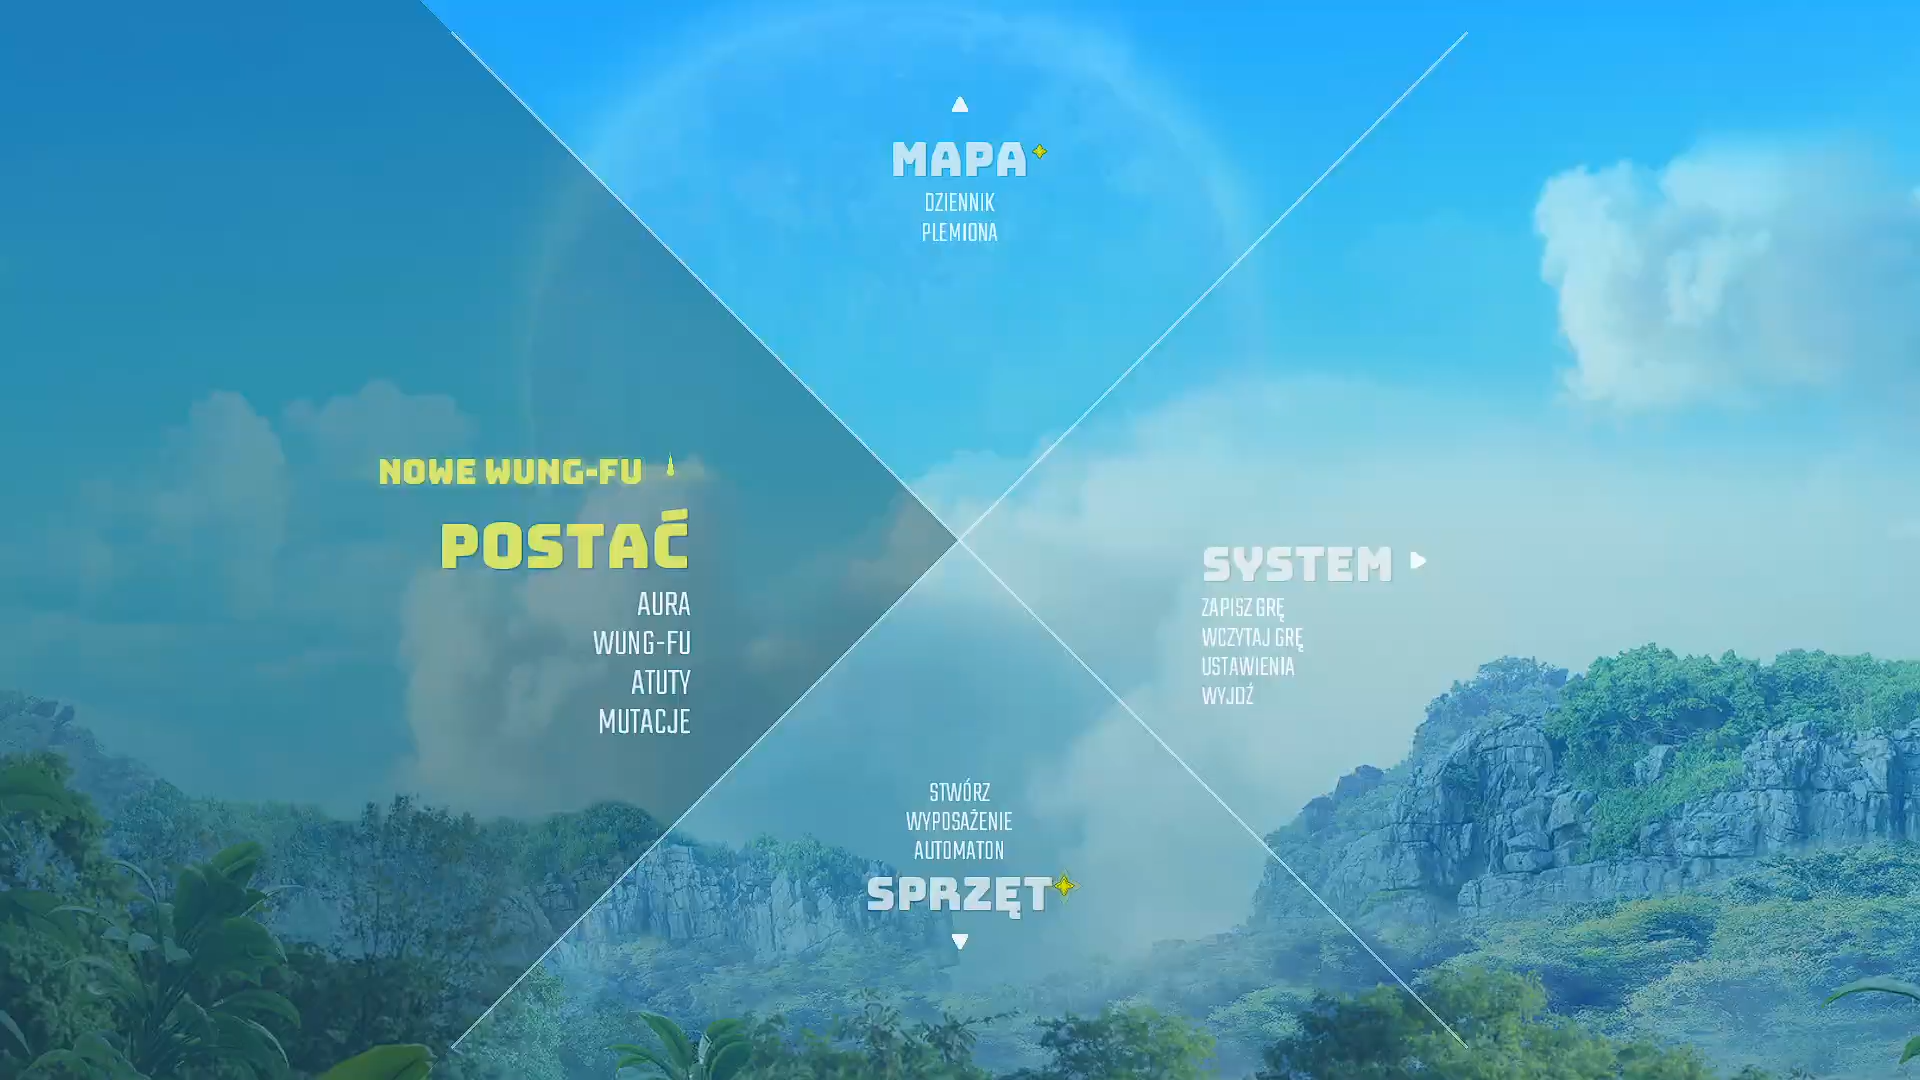 MAPA
DZIENNIK
PLEMIONA
NOWE WUNG-FU
POSTAĆ
AURA
WUNG-FU
ATUTY
MUTACJE
SYSTEM
ZAPISZ GRĘ
WCZYTAJ GRĘ
USTAWIENIA
WYJDŹ
STWÓRZ
WYPOSAŻENIE
AUTOMATON
SPRZĘT